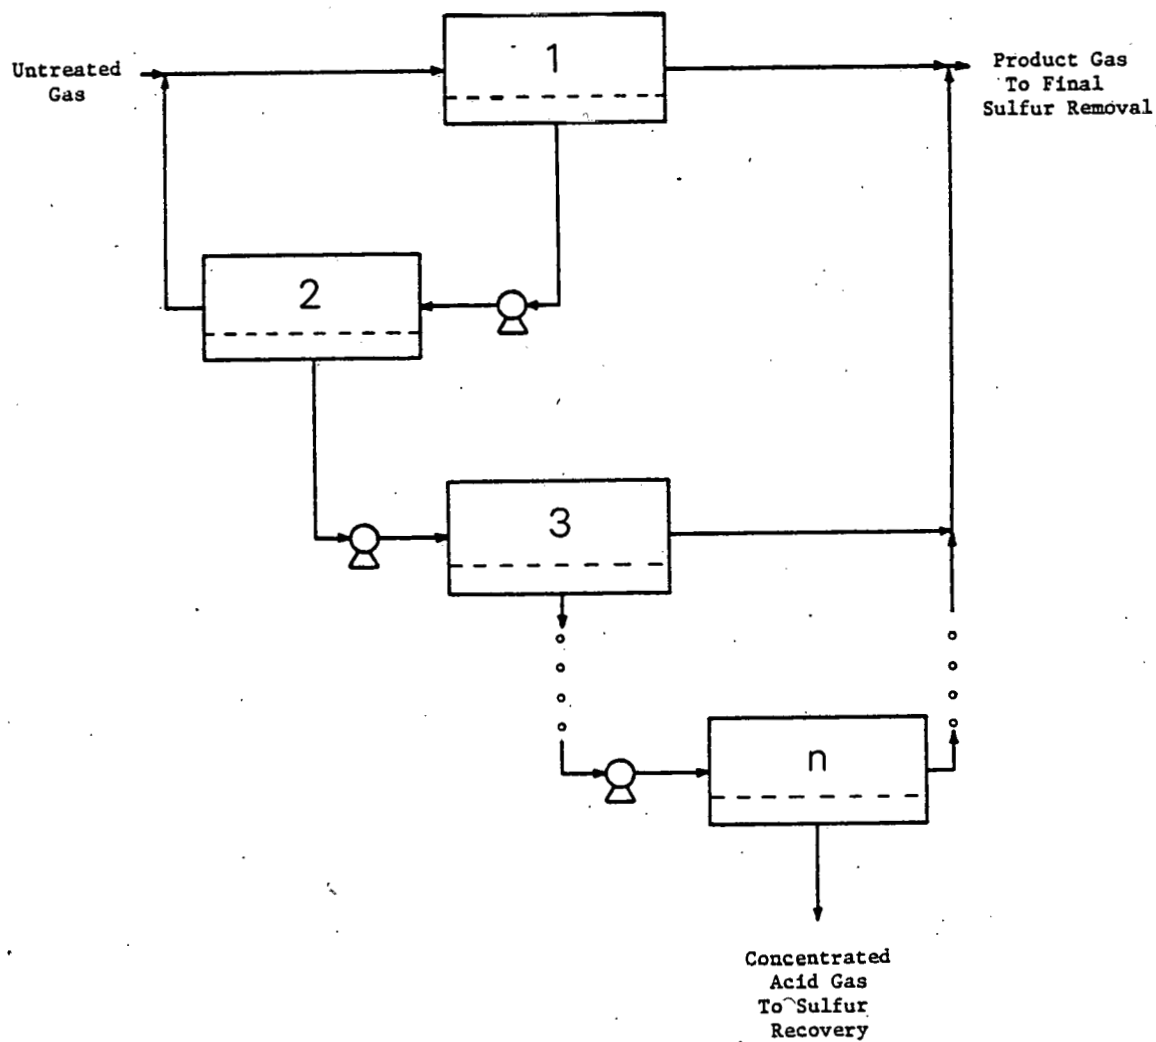 Untreated
Gas
1
Product Gas
To Final
Sulfur Removal
2
3
n
Concentrated
Acid Gas
To Sulfur
Recovery